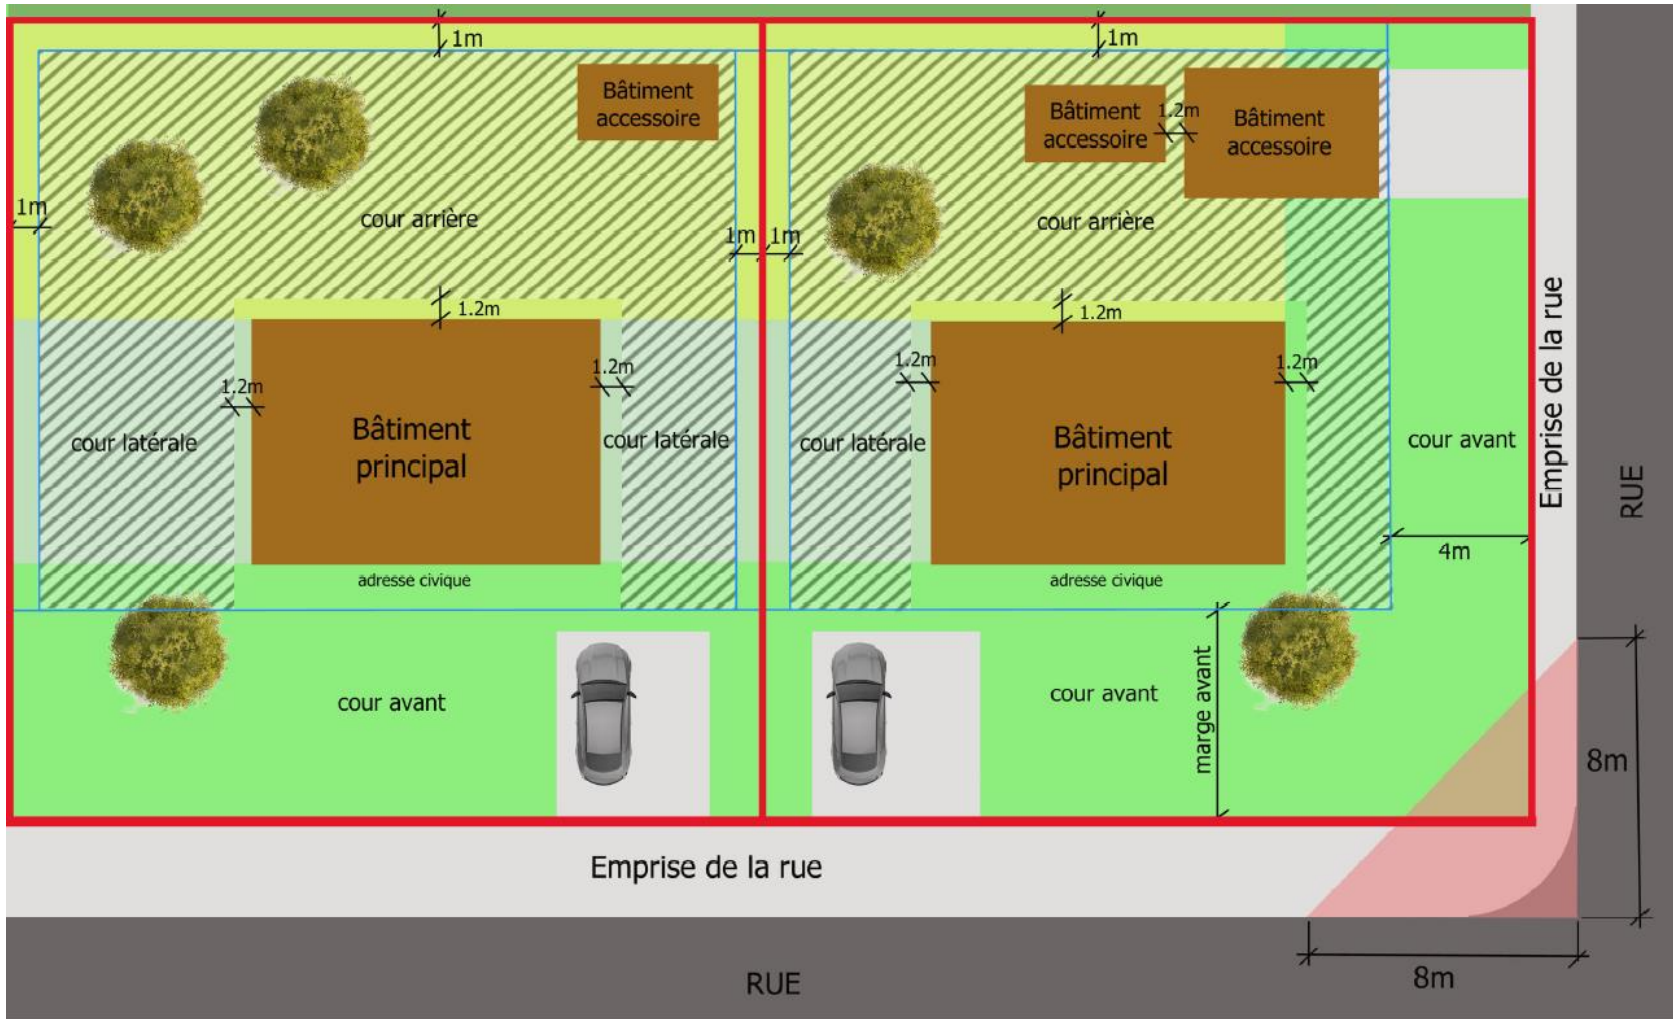 1m
1m
Bâtiment
accessoire
Bâtiment
accessoire
1.2m
Bâtiment
accessoire
1m
cour arrière
1m
1m
cour arrière
1.2m
1.2m
1.2m
1.2m
1.2m
1.2m
cour latérale
Bâtiment
principal
cour latérale
cour latérale
Bâtiment
principal
cour avant
Emprise de la rue
RUE
4m
adresse civique
adresse civique
cour avant
cour avant
marge avant
8m
Emprise de la rue
8m
RUE